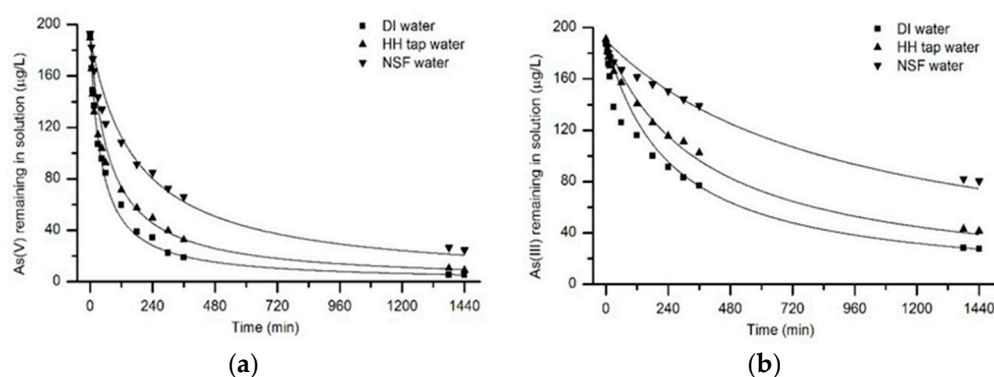 200
160
120
80
40
0
As(V) remaining in solution (µg/L)
DI water
HH tap water
NSF water
0 240 480 720 960 1200 1440
Time (min)
(a)
200
160
120
80
40
0
As(III) remaining in solution (µg/L)
DI water
HH tap water
NSF water
0 240 480 720 960 1200 1440
Time (min)
(b)